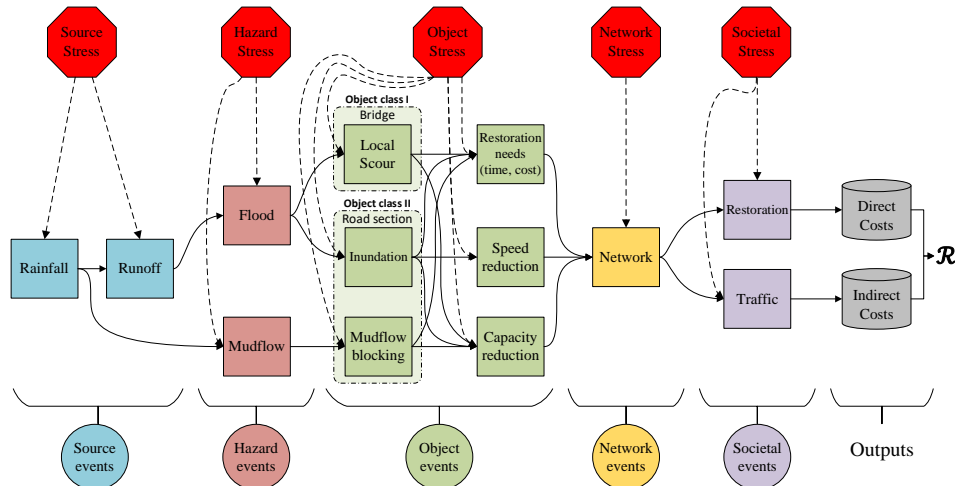 Source
Stress
Hazard
Stress
Object
Stress
Network
Stress
Societal
Stress
Object class I
Bridge
Local
Scour
Restoration
needs
(time, cost)
Object class II
Road section
Flood
Restoration
Direct
Costs
Rainfall
Runoff
Inundation
Speed
reduction
Network
ℛ
Mudflow
Mudflow
blocking
Capacity
reduction
Traffic
Indirect
Costs
Source
events
Hazard
events
Object
events
Network
events
Societal
events
Outputs